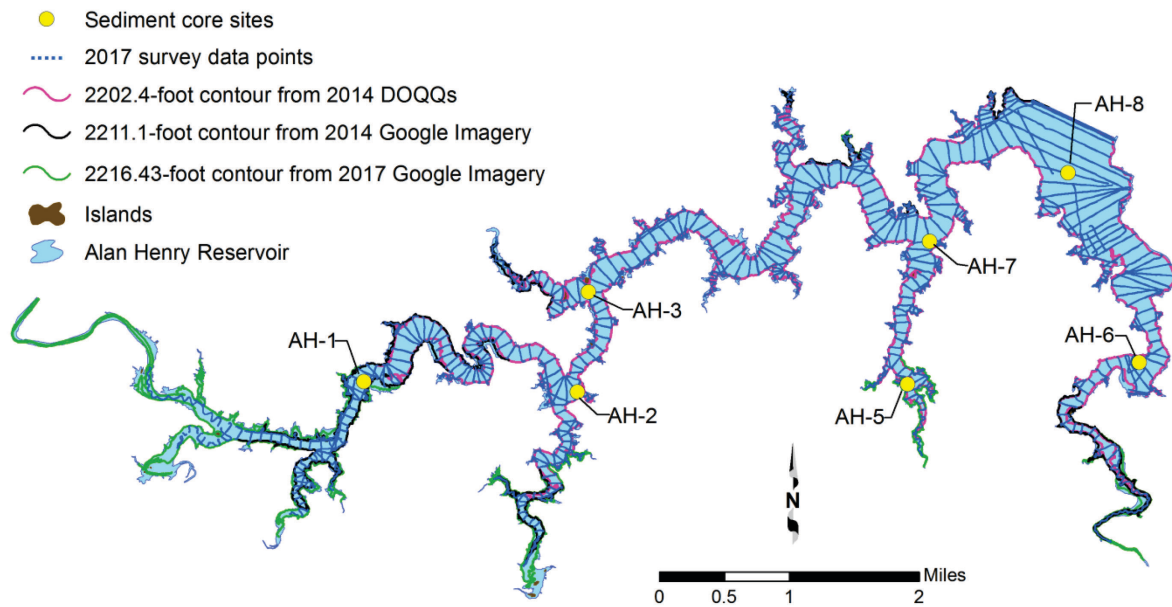 Sediment core sites
2017 survey data points
2202.4-foot contour from 2014 DOQQs
2211.1-foot contour from 2014 Google Imagery
2216.43-foot contour from 2017 Google Imagery
Islands
Alan Henry Reservoir
AH-8
AH-7
AH-3
AH-1
AH-6
AH-2
AH-5
N
Miles
0 0.5 1 2